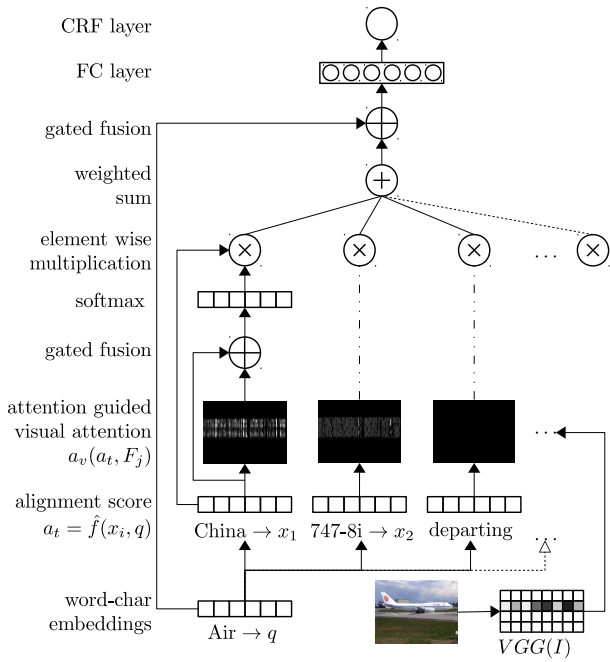 CRF layer
FC layer
gated fusion
weighted
sum
element wise
multiplication
...
softmax
gated fusion
attention guided
visual attention
a_v(a_t, F_j)
...
alignment score
a_t = f̂(x_i, q)
China → x_1
747-8i → x_2
departing
...
word-char
embeddings
Air → q
VGG(I)